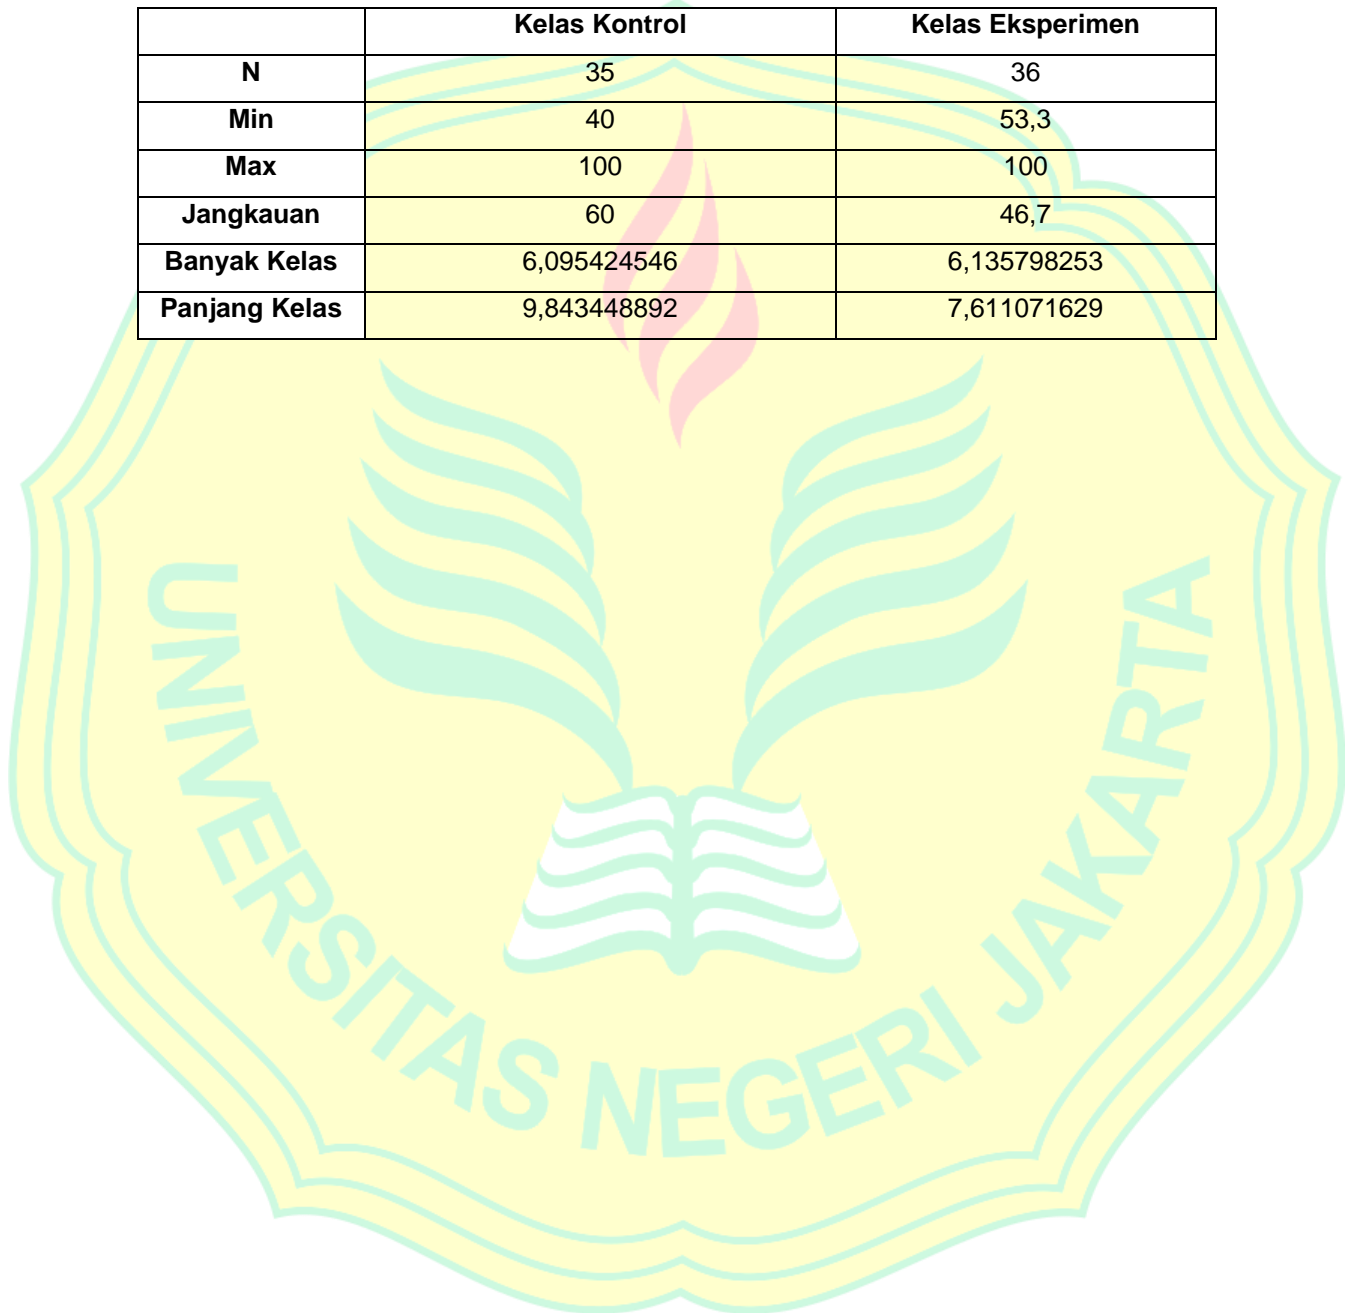 Kelas Kontrol Kelas Eksperimen
N 35 36
Min 40 53,3
Max 100 100
Jangkauan 60 46,7
Banyak Kelas 6,095424546 6,135798253
Panjang Kelas 9,843448892 7,611071629
UNIVERSITAS NEGERI JAKARTA